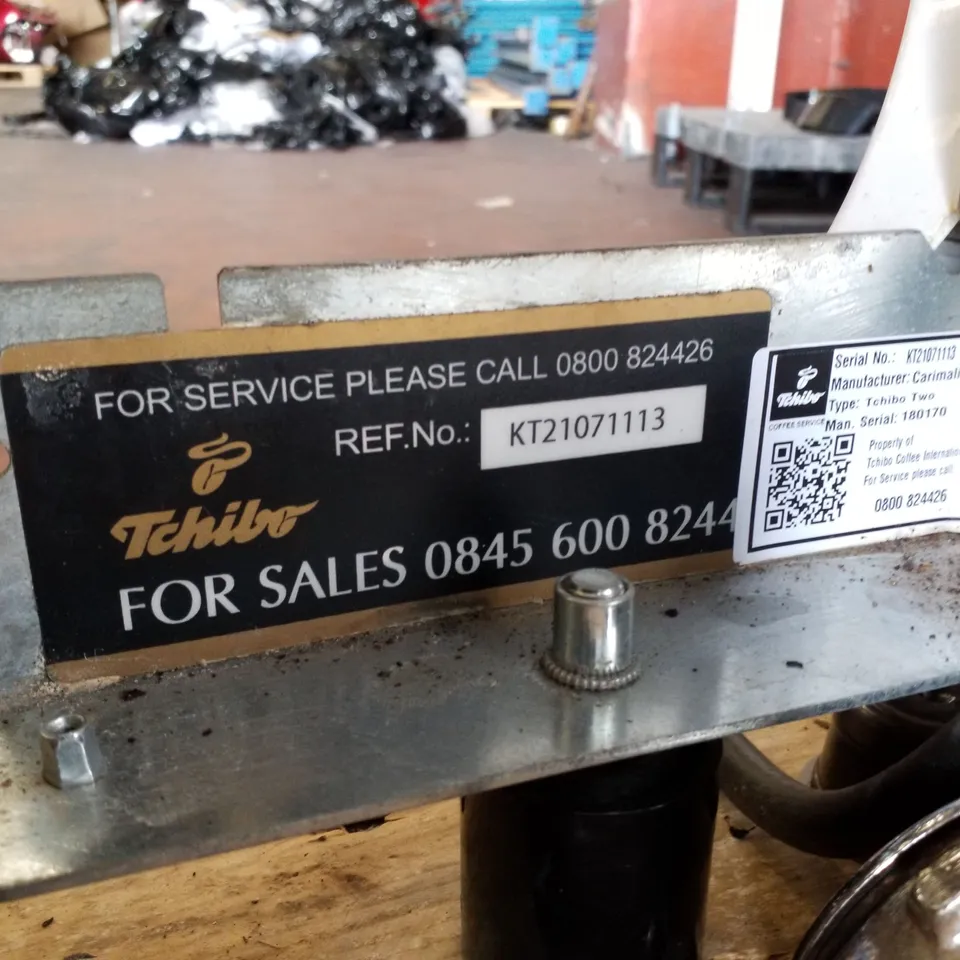 FOR SERVICE PLEASE CALL 0800 824426
REF.No.: KT21071113
Tchibo
FOR SALES 0845 600 8244
Tchibo
COFFEE SERVICE
Serial No.: KT21071113
Manufacturer: Carimali
Type: Tchibo Two
Man. Serial: 180170
Property of
Tchibo Coffee Internatio
For Service please call
0800 824426